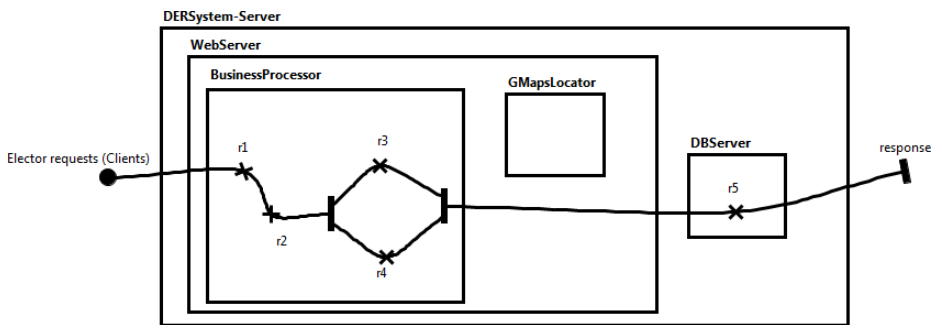 DERSystem-Server
WebServer
BusinessProcessor
GMapsLocator
r1
r3
DBServer
Elector requests (Clients)
response
r5
r2
r4